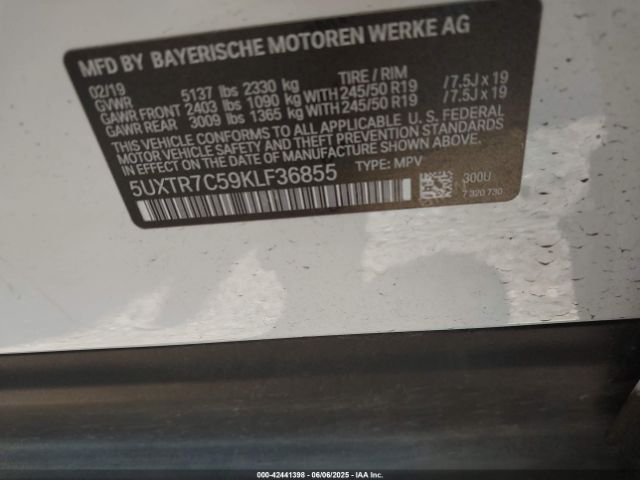 MFD BY BAYERISCHE MOTOREN WERKE AG
02/19 5137 lbs 2330 kg TIRE / RIM
GVWR
GAWR FRONT 2403 lbs 1090 kg WITH 245/50 R19 / 7.5J x 19
GAWR REAR 3009 lbs 1365 kg WITH 245/50 R19 / 7.5J x 19
THIS VEHICLE CONFORMS TO ALL APPLICABLE U. S. FEDERAL
MOTOR VEHICLE SAFETY AND THEFT PREVENTION STANDARDS
IN EFFECT ON THE DATE OF MANUFACTURE SHOWN ABOVE.
5UXTR7C59KLF36855 TYPE: MPV
300U
7 320 730
000-42441398 - 06/06/2025 - IAA Inc.